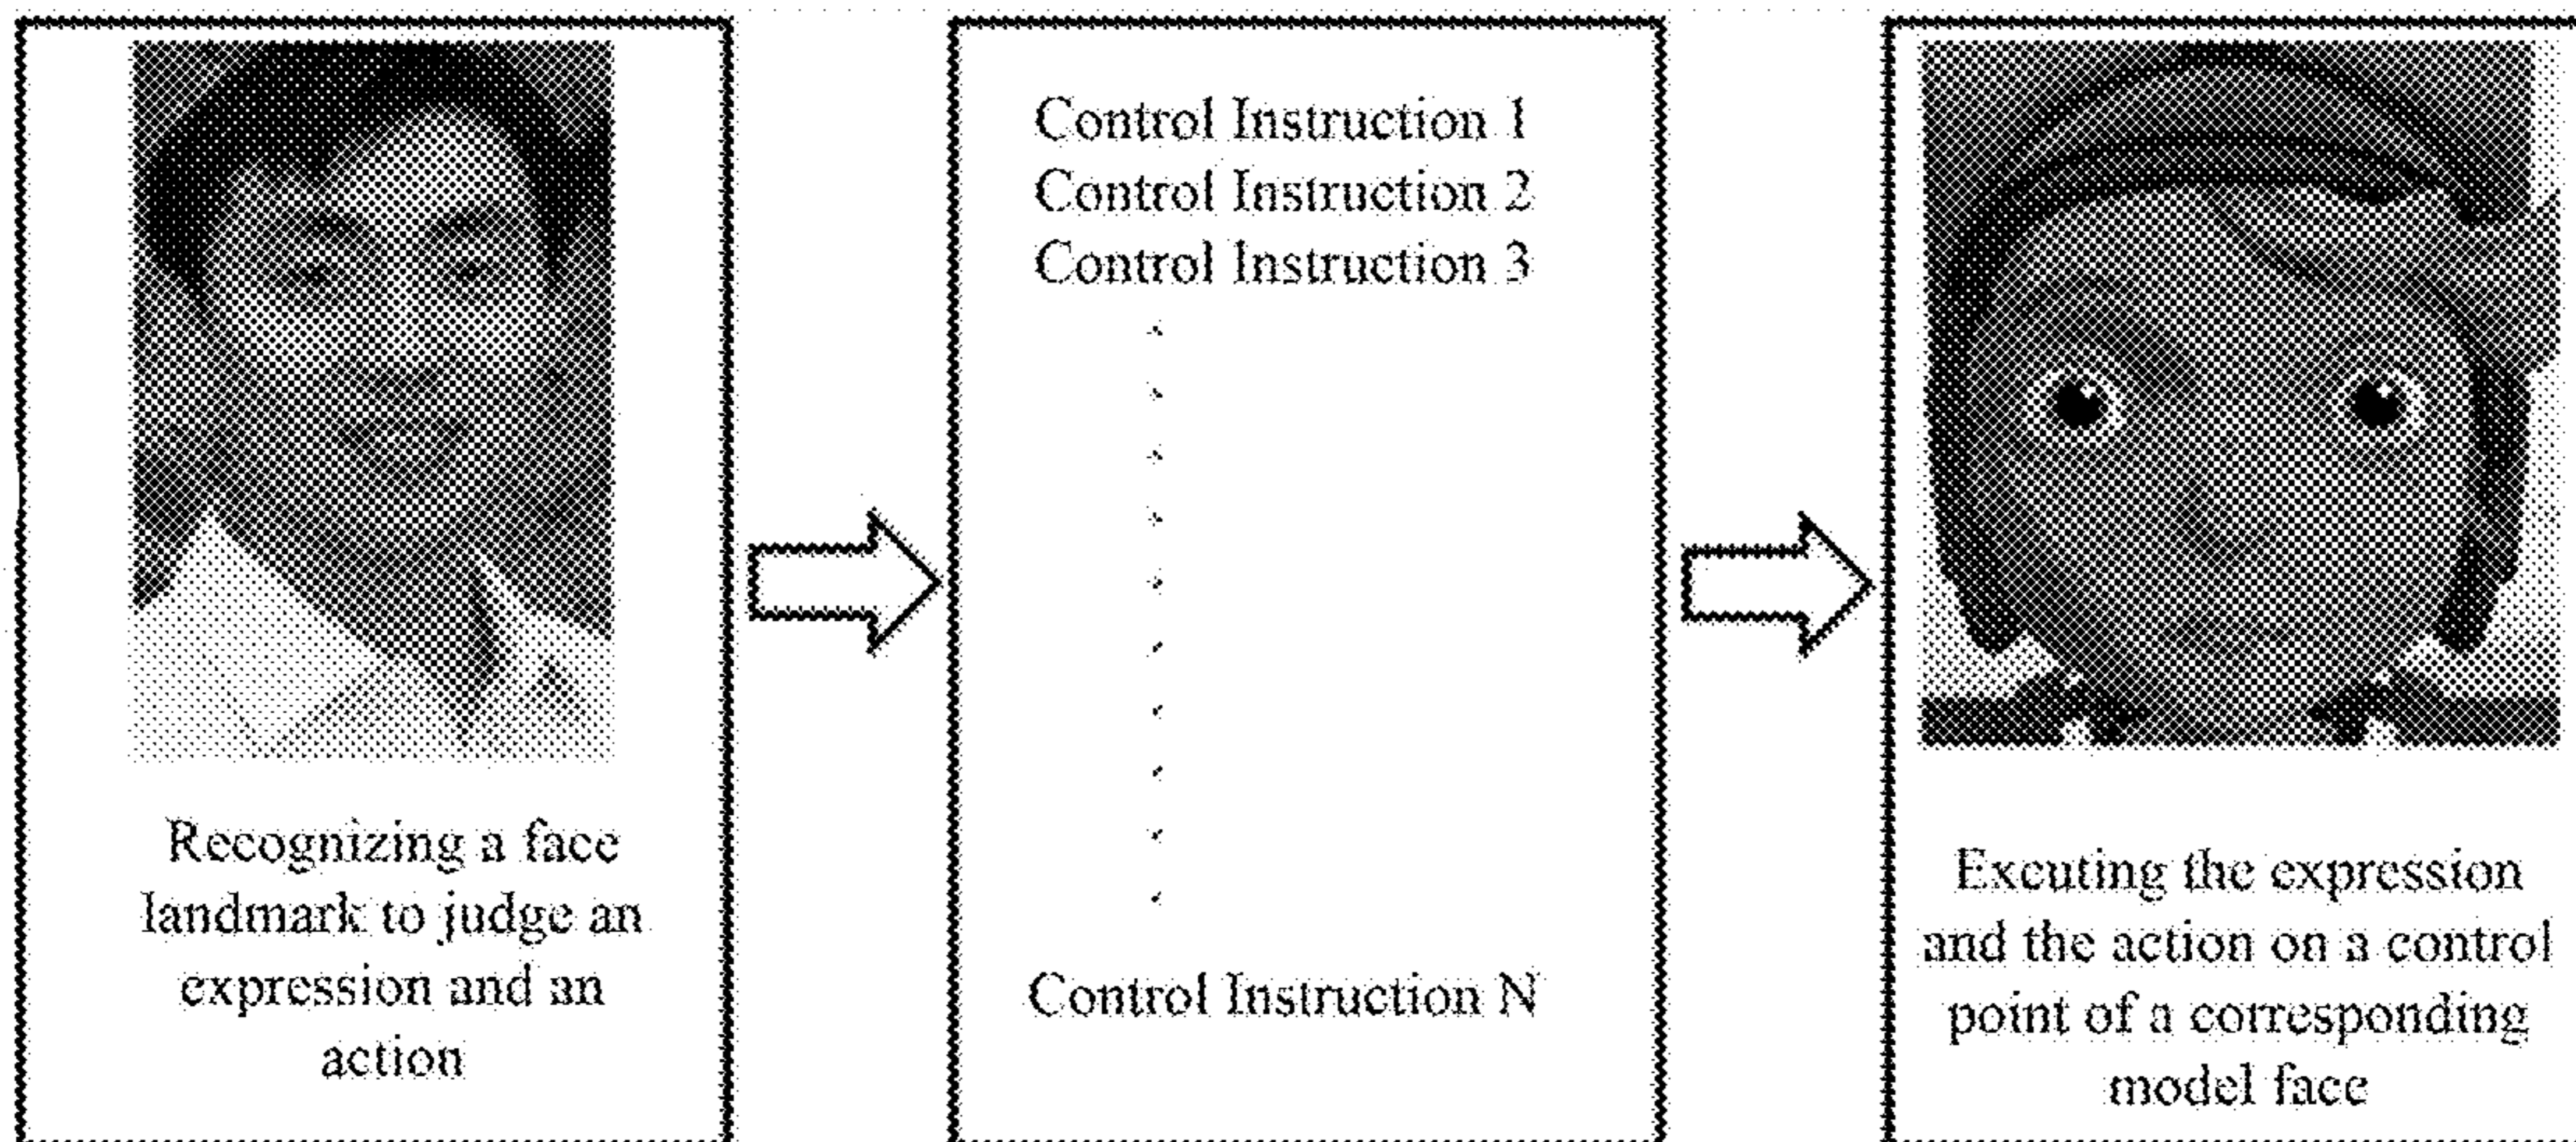 Recognizing a face
landmark to judge an
expression and an
action
Control Instruction 1
Control Instruction 2
Control Instruction 3
Control Instruction N
Excuting the expression
and the action on a control
point of a corresponding
model face